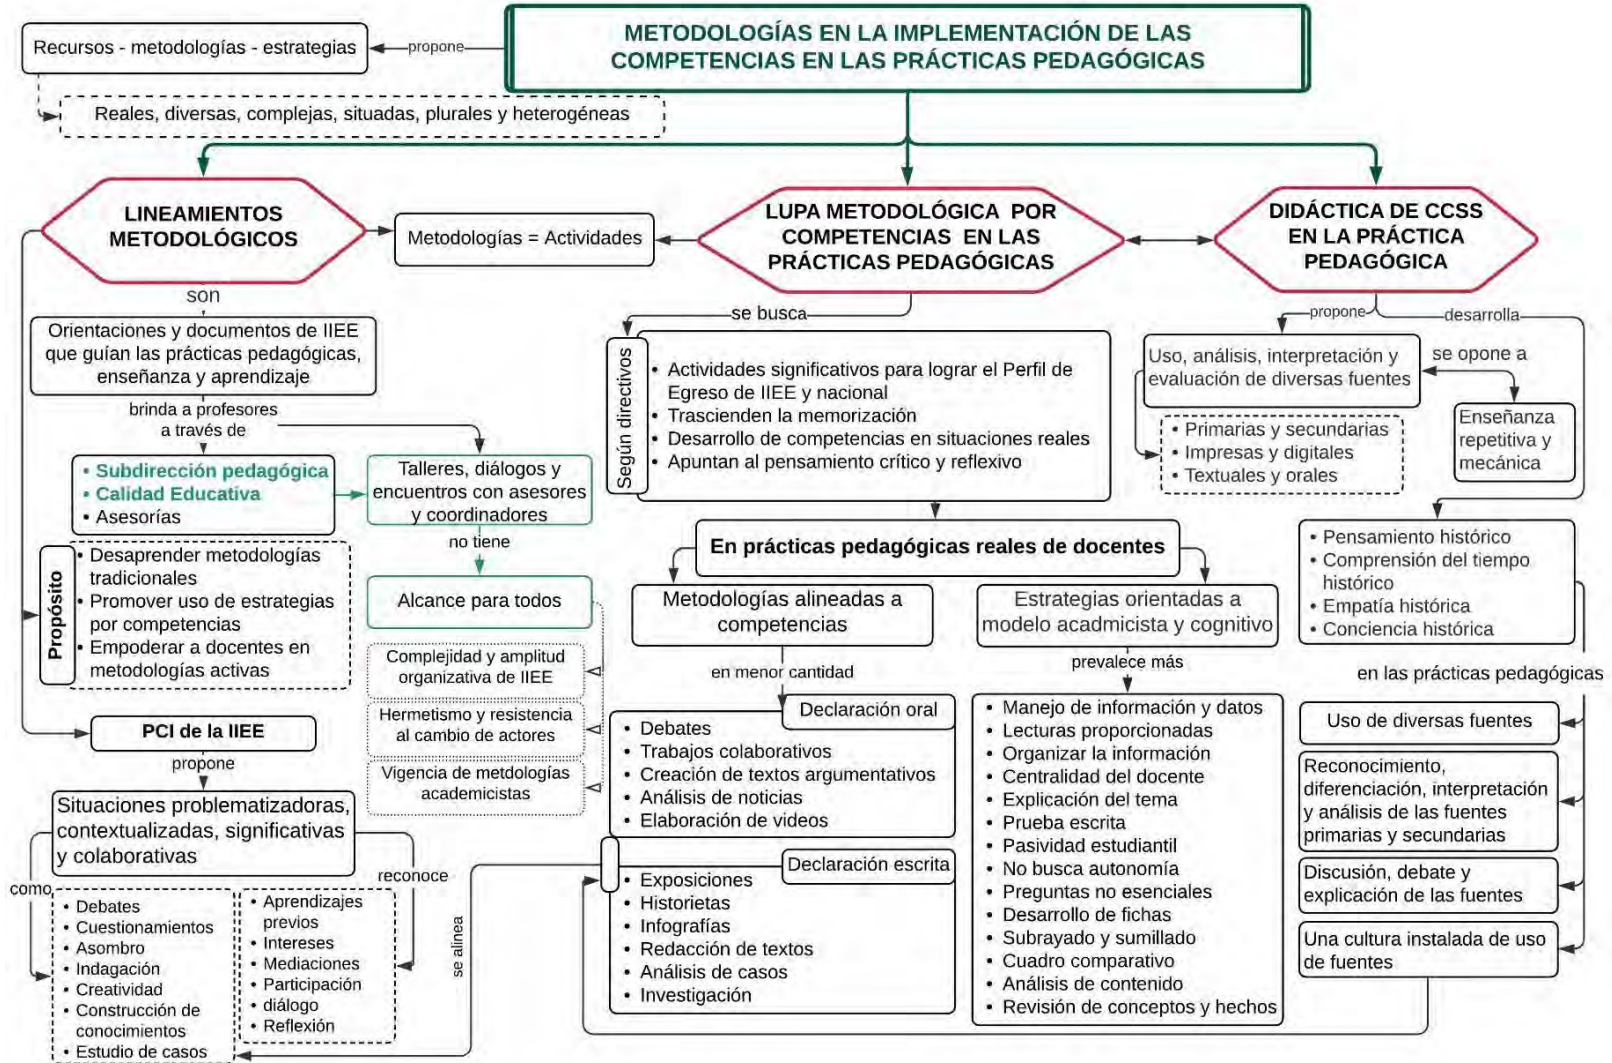 METODOLOGÍAS EN LA IMPLEMENTACIÓN DE LAS
COMPETENCIAS EN LAS PRÁCTICAS PEDAGÓGICAS
propone
Recursos - metodologías - estrategias
Reales, diversas, complejas, situadas, plurales y heterogéneas
LINEAMIENTOS
METODOLÓGICOS
Metodologías = Actividades
LUPA METODOLÓGICA POR
COMPETENCIAS EN LAS
PRÁCTICAS PEDAGÓGICAS
DIDÁCTICA DE CCSS
EN LA PRÁCTICA
PEDAGÓGICA
son
Orientaciones y documentos de IIEE
que guían las prácticas pedagógicas,
enseñanza y aprendizaje
brinda a profesores
a través de
• Subdirección pedagógica
• Calidad Educativa
• Asesorías
Talleres, diálogos y
encuentros con asesores
y coordinadores
no tiene
Alcance para todos
Complejidad y amplitud
organizativa de IIEE
Hermetismo y resistencia
al cambio de actores
Vigencia de metdologías
academicistas
Propósito
• Desaprender metodologías
tradicionales
• Promover uso de estrategias
por competencias
• Empoderar a docentes en
metodologías activas
PCI de la IIEE
propone
Situaciones problematizadoras,
contextualizadas, significativas
y colaborativas
como
reconoce
• Debates
• Cuestionamientos
• Asombro
• Indagación
• Creatividad
• Construcción de
conocimientos
• Estudio de casos
• Aprendizajes
previos
• Intereses
• Mediaciones
• Participación
• diálogo
• Reflexión
se alinea
se busca
Según directivos
• Actividades significativos para lograr el Perfil de
Egreso de IIEE y nacional
• Trascienden la memorización
• Desarrollo de competencias en situaciones reales
• Apuntan al pensamiento crítico y reflexivo
En prácticas pedagógicas reales de docentes
Metodologías alineadas a
competencias
en menor cantidad
Declaración oral
• Debates
• Trabajos colaborativos
• Creación de textos argumentativos
• Análisis de noticias
• Elaboración de videos
Declaración escrita
• Exposiciones
• Historietas
• Infografías
• Redacción de textos
• Análisis de casos
• Investigación
Estrategias orientadas a
modelo acadmicista y cognitivo
prevalece más
• Manejo de información y datos
• Lecturas proporcionadas
• Organizar la información
• Centralidad del docente
• Explicación del tema
• Prueba escrita
• Pasividad estudiantil
• No busca autonomía
• Preguntas no esenciales
• Desarrollo de fichas
• Subrayado y sumillado
• Cuadro comparativo
• Análisis de contenido
• Revisión de conceptos y hechos
propone
desarrolla
Uso, análisis, interpretación y
evaluación de diversas fuentes
se opone a
Enseñanza
repetitiva y
mecánica
• Primarias y secundarias
• Impresas y digitales
• Textuales y orales
• Pensamiento histórico
• Comprensión del tiempo
histórico
• Empatía histórica
• Conciencia histórica
en las prácticas pedagógicas
Uso de diversas fuentes
Reconocimiento,
diferenciación, interpretación
y análisis de las fuentes
primarias y secundarias
Discusión, debate y
explicación de las fuentes
Una cultura instalada de uso
de fuentes